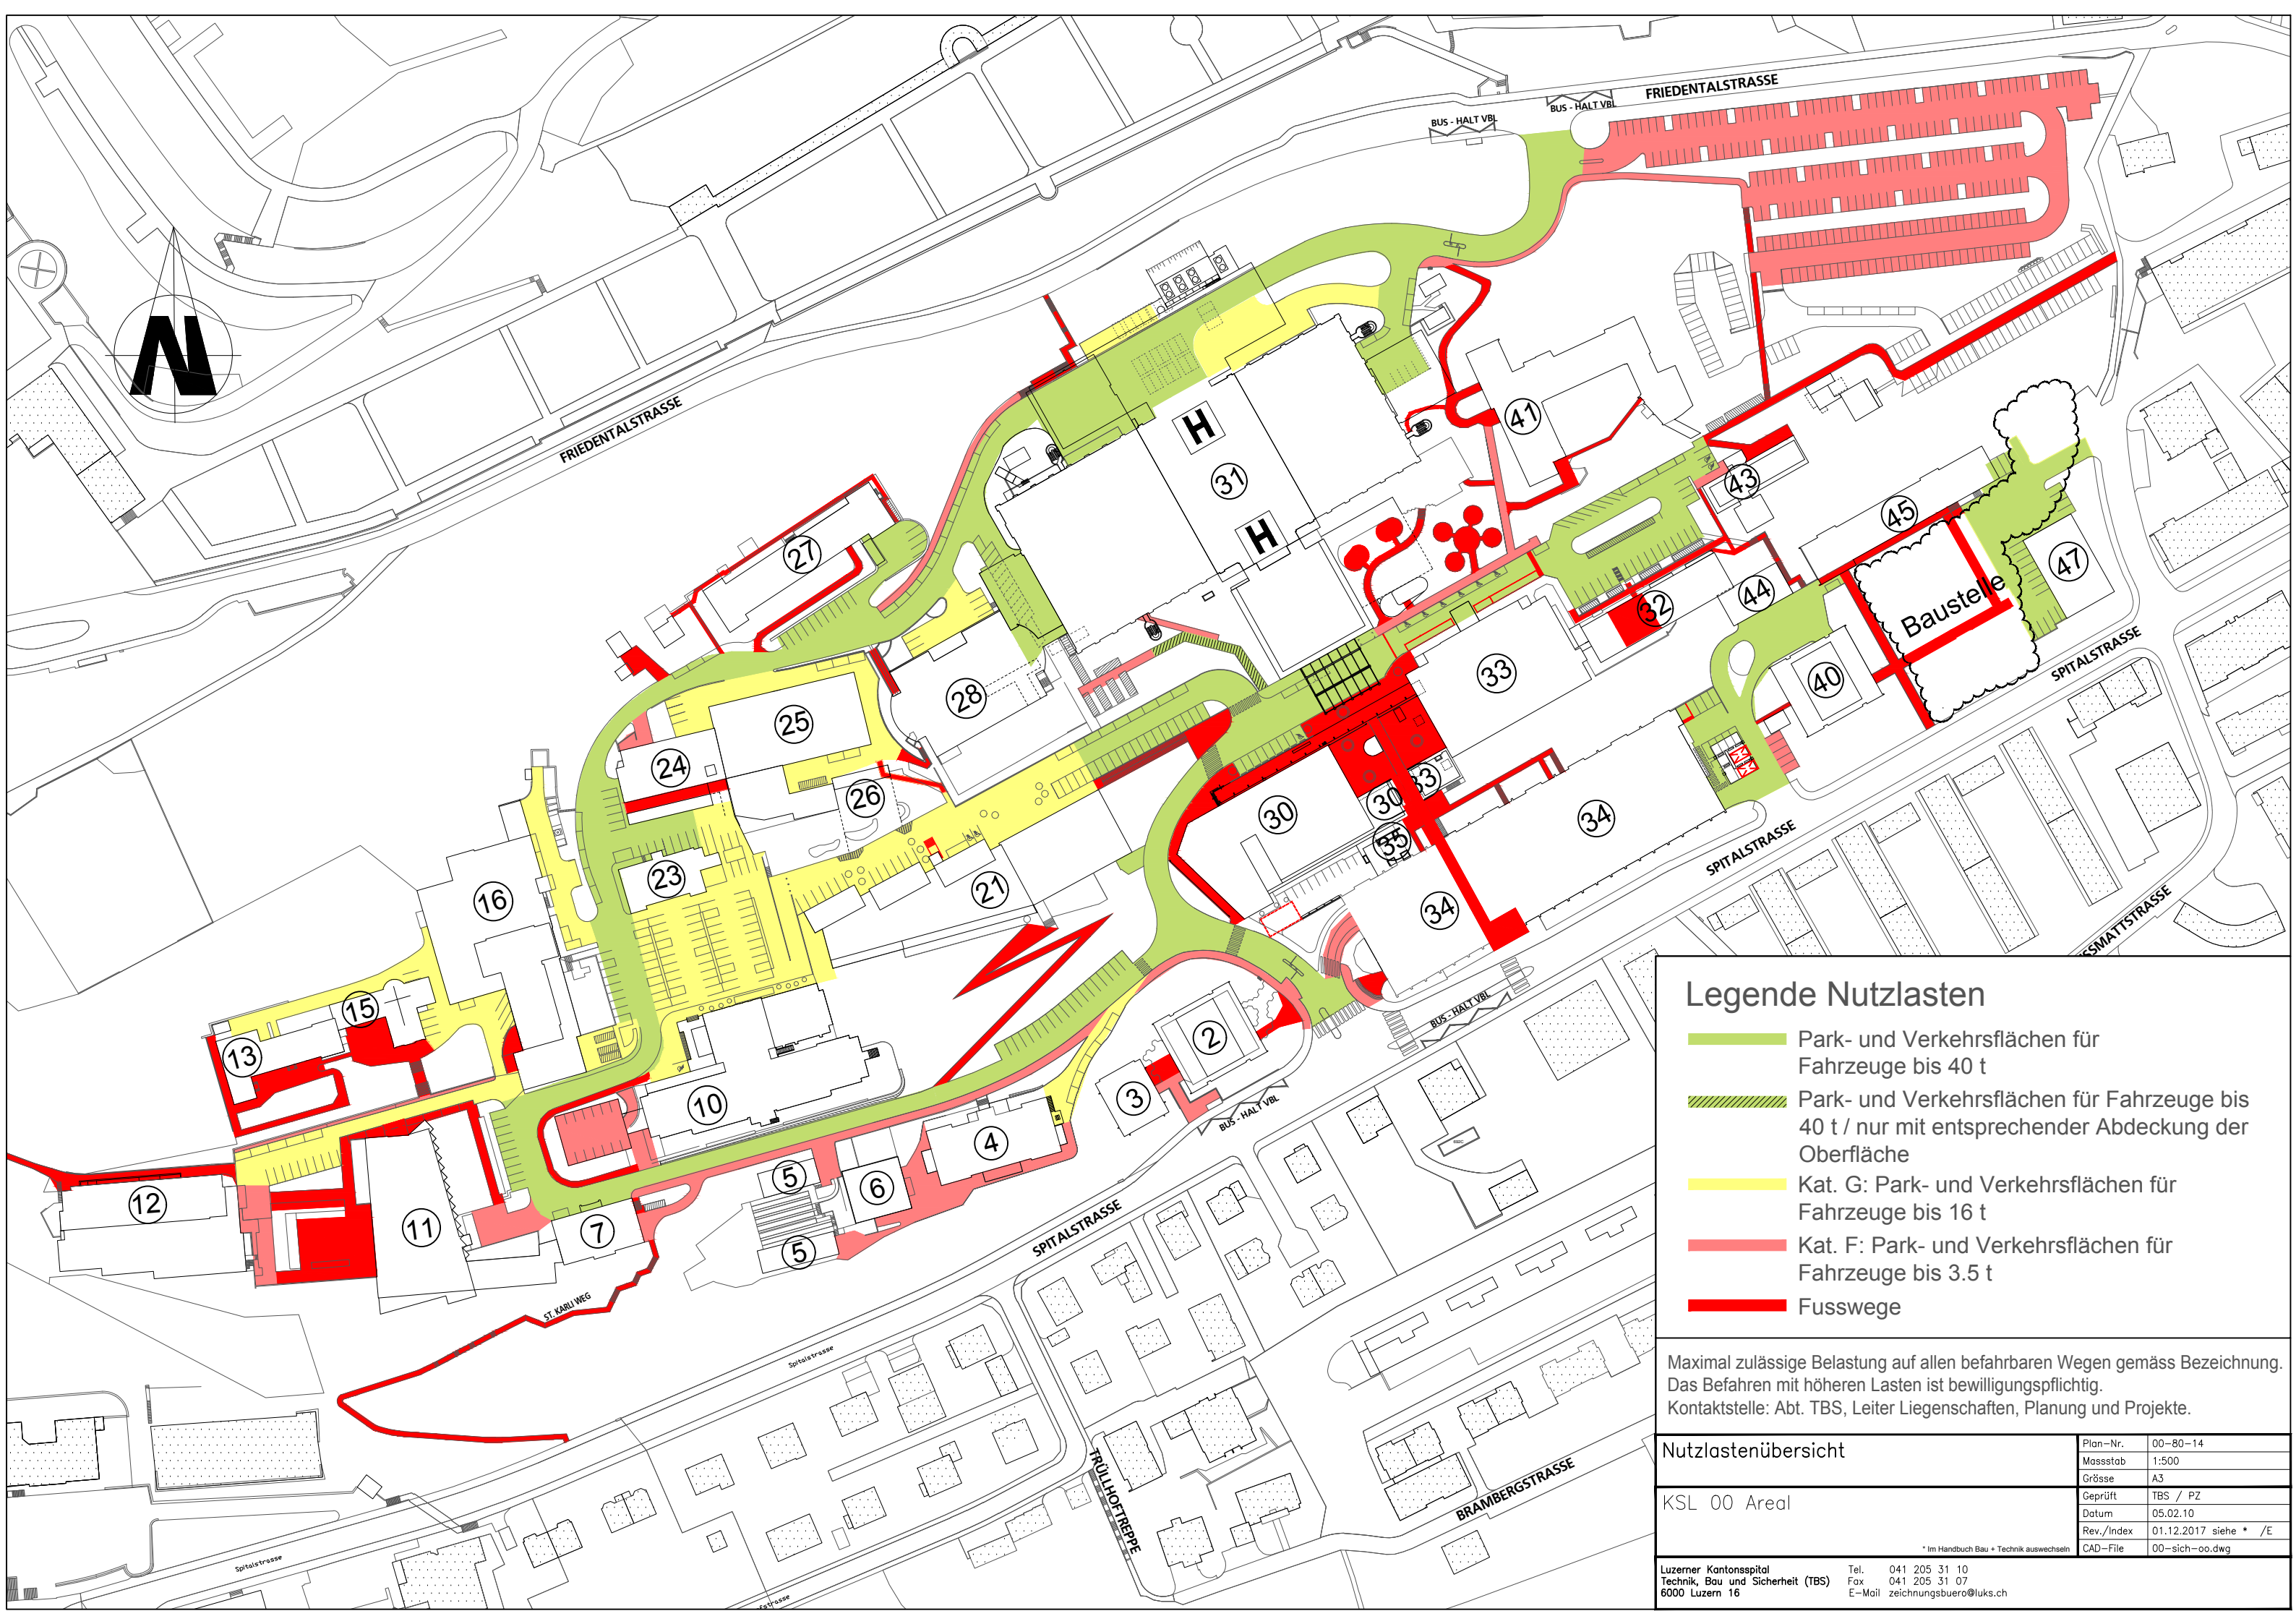 FRIEDENTALSTRASSE
BUS - HALT VBL
BUS - HALT VBL
N
FRIEDENTALSTRASSE
H
31
H
41
43
45
47
27
32
44
Baustelle
40
33
28
25
24
26
30
30
33
35
34
34
23
21
16
15
13
10
2
3
4
5
6
5
7
11
12
SPITALSTRASSE
SPITALSTRASSE
SSMATTSTRASSE
BUS - HALT VBL
BUS - HALT VBL
SPITALSTRASSE
ST. KARLI WEG
Spitalstrasse
Spitalstrasse
TRÜLLHOFTREPPE
BRAMBERGSTRASSE
Legende Nutzlasten
Park- und Verkehrsflächen für
Fahrzeuge bis 40 t
Park- und Verkehrsflächen für Fahrzeuge bis
40 t / nur mit entsprechender Abdeckung der
Oberfläche
Kat. G: Park- und Verkehrsflächen für
Fahrzeuge bis 16 t
Kat. F: Park- und Verkehrsflächen für
Fahrzeuge bis 3.5 t
Fusswege
Maximal zulässige Belastung auf allen befahrbaren Wegen gemäss Bezeichnung.
Das Befahren mit höheren Lasten ist bewilligungspflichtig.
Kontaktstelle: Abt. TBS, Leiter Liegenschaften, Planung und Projekte.
Nutzlastenübersicht
Plan-Nr. 00-80-14
Massstab 1:500
Grösse A3
KSL 00 Areal
Geprüft TBS / PZ
Datum 05.02.10
Rev./Index 01.12.2017 siehe * /E
* Im Handbuch Bau + Technik auswechseln
CAD-File 00-sich-oo.dwg
Luzerner Kantonsspital Tel. 041 205 31 10
Technik, Bau und Sicherheit (TBS) Fax 041 205 31 07
6000 Luzern 16 E-Mail zeichnungsbuero@luks.ch